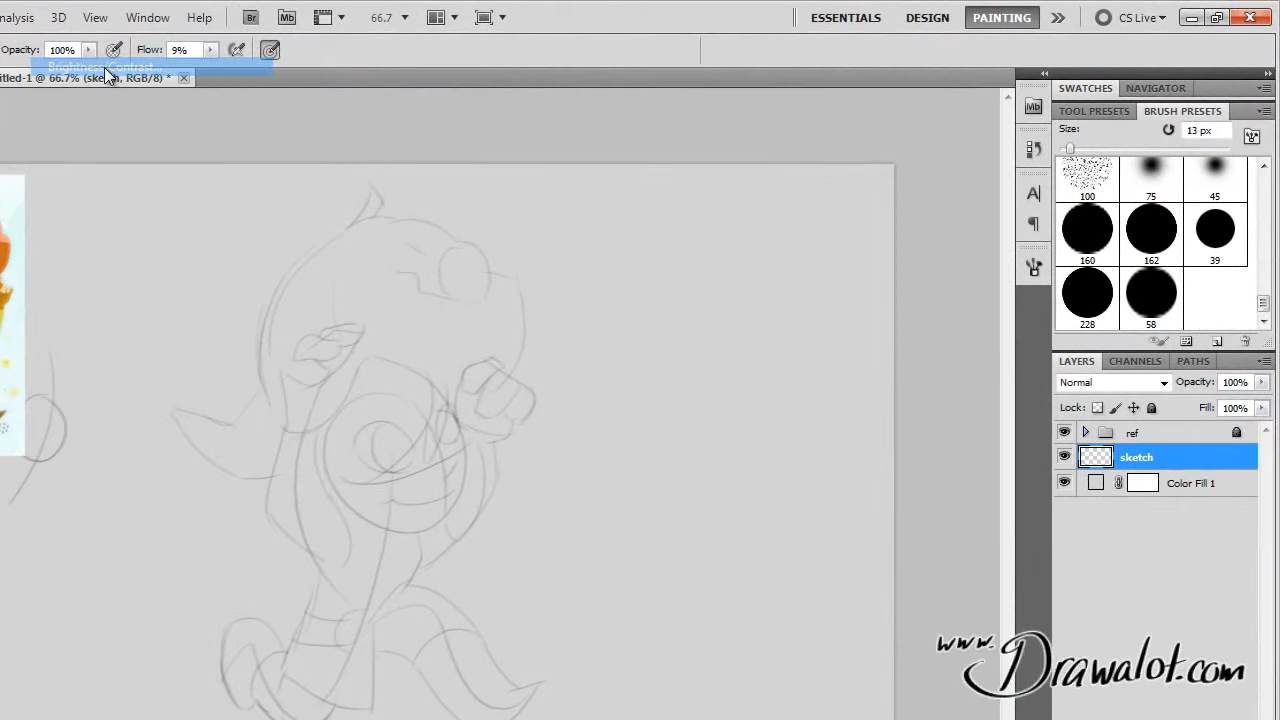 nalysis 3D View Window Help Br Mb 66.7 ESSENTIALS DESIGN PAINTING CS Live
Opacity: 100% Flow: 9%
Brightness/Contrast...
titled-1 @ 66.7% (sketch, RGB/8) *
SWATCHES NAVIGATOR
Mb
TOOL PRESETS BRUSH PRESETS
Size: 13 px
100 75 45
160 162 39
228 58
LAYERS CHANNELS PATHS
Normal Opacity: 100%
Lock: Fill: 100%
ref
sketch
Color Fill 1
www.
Drawalot.com